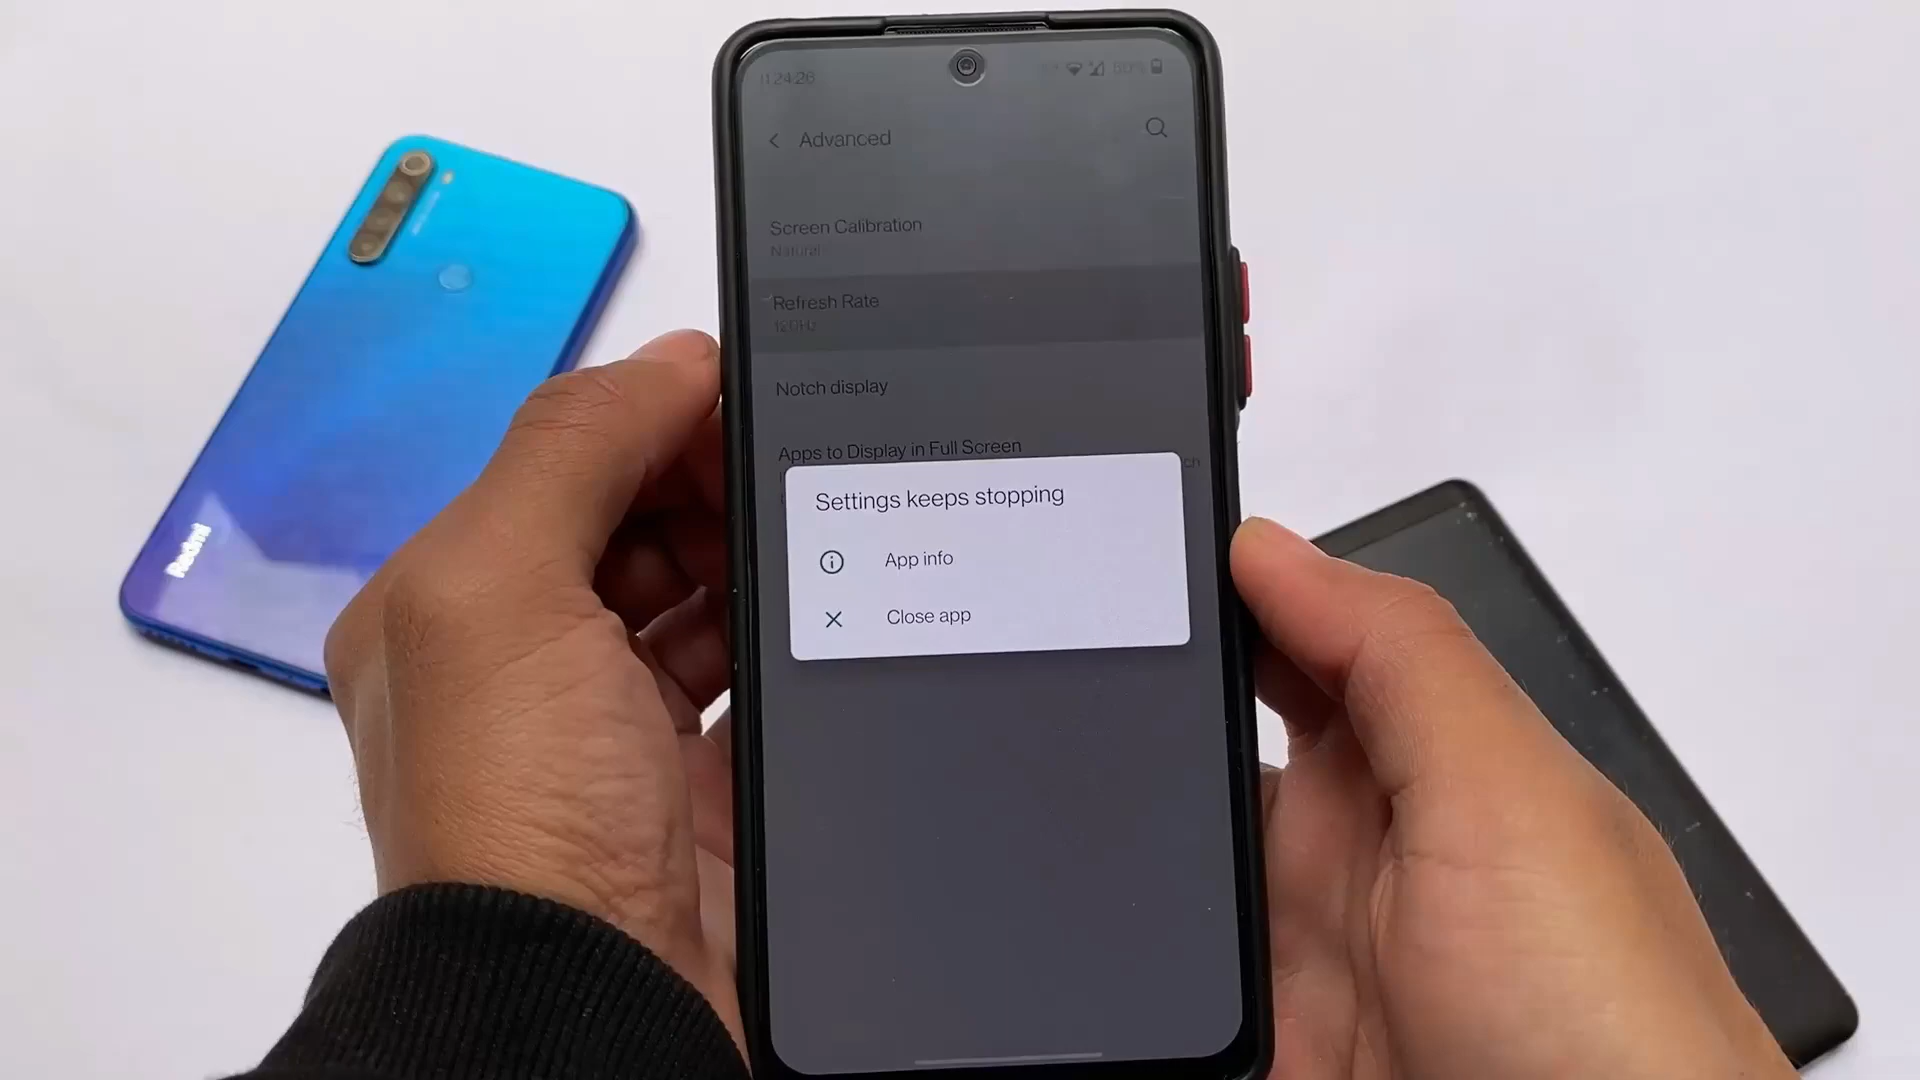 11:24:26
Advanced
Screen Calibration
Natural
Refresh Rate
120Hz
Notch display
Apps to Display in Full Screen
Settings keeps stopping
App info
Close app
Redmi